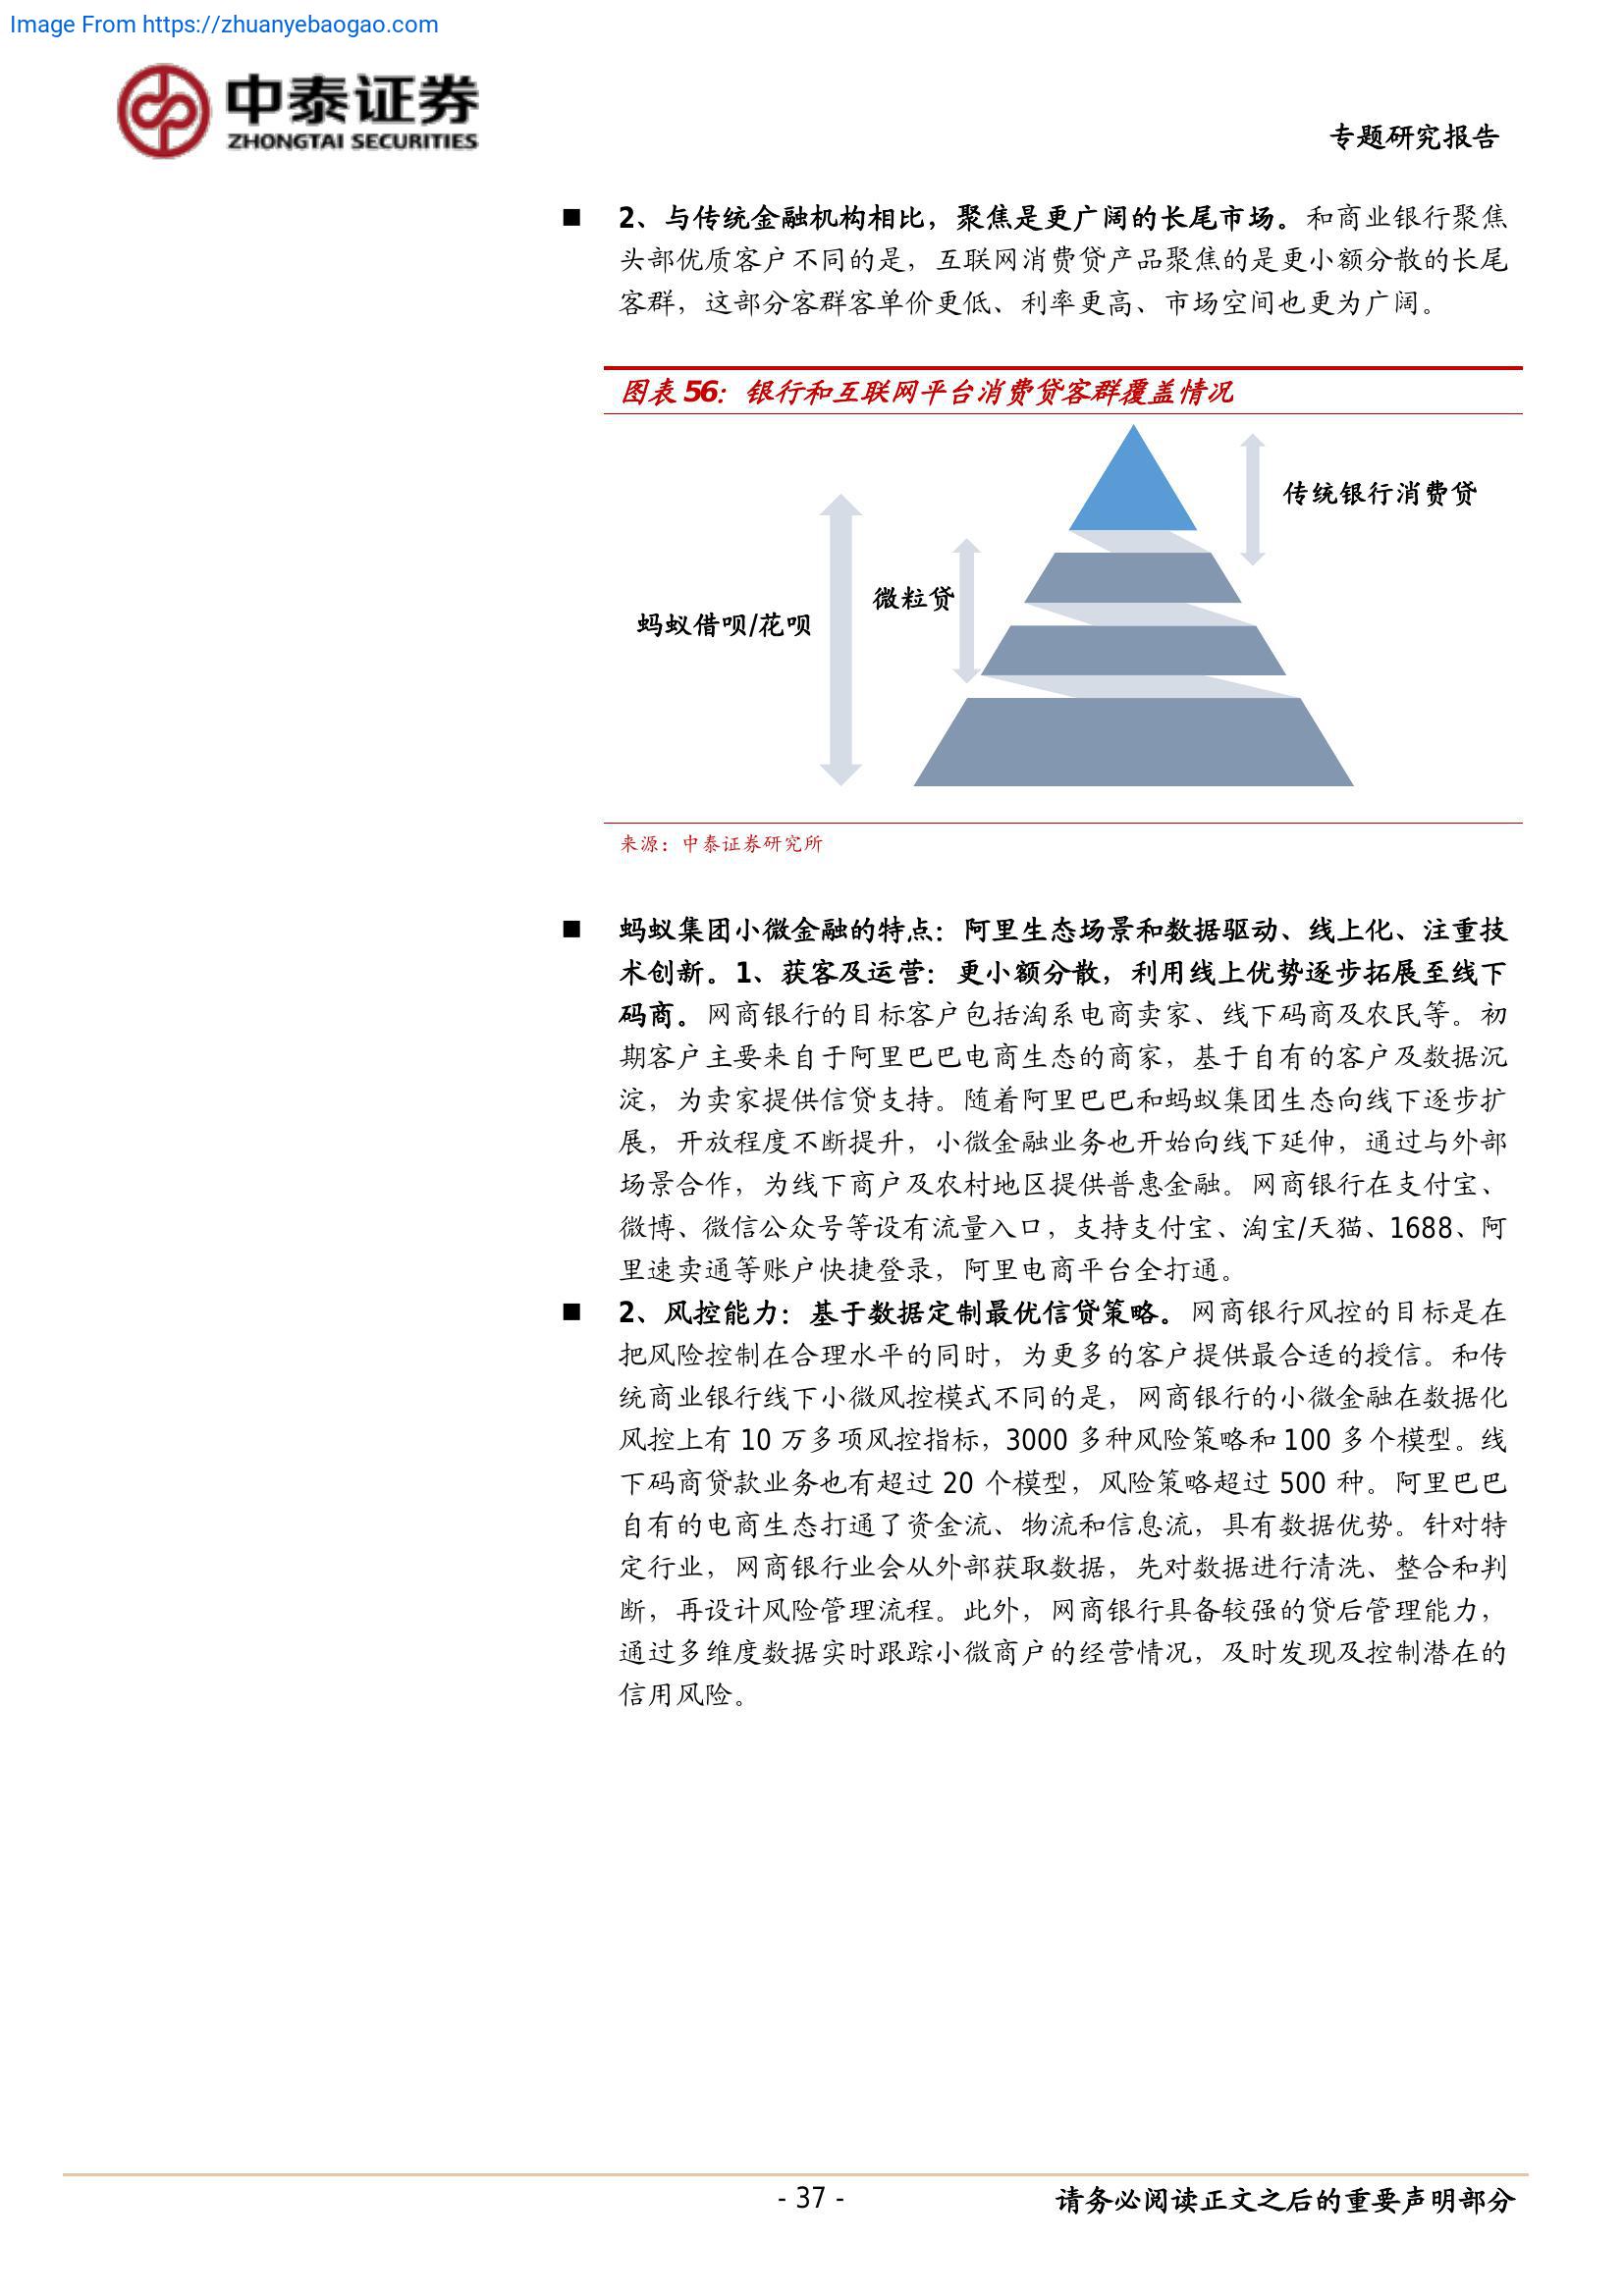 Image From https://zhuanyebaogao.com
中泰证券
ZHONGTAI SECURITIES
专题研究报告
■ 2、与传统金融机构相比，聚焦是更广阔的长尾市场。和商业银行聚焦
头部优质客户不同的是，互联网消费贷产品聚焦的是更小额分散的长尾
客群，这部分客群客单价更低、利率更高、市场空间也更为广阔。
图表 56：银行和互联网平台消费贷客群覆盖情况
传统银行消费贷
微粒贷
蚂蚁借呗/花呗
来源：中泰证券研究所
■ 蚂蚁集团小微金融的特点：阿里生态场景和数据驱动、线上化、注重技
术创新。1、获客及运营：更小额分散，利用线上优势逐步拓展至线下
码商。网商银行的目标客户包括淘系电商卖家、线下码商及农民等。初
期客户主要来自于阿里巴巴电商生态的商家，基于自有的客户及数据沉
淀，为卖家提供信贷支持。随着阿里巴巴和蚂蚁集团生态向线下逐步扩
展，开放程度不断提升，小微金融业务也开始向线下延伸，通过与外部
场景合作，为线下商户及农村地区提供普惠金融。网商银行在支付宝、
微博、微信公众号等设有流量入口，支持支付宝、淘宝/天猫、1688、阿
里速卖通等账户快捷登录，阿里电商平台全打通。
■ 2、风控能力：基于数据定制最优信贷策略。网商银行风控的目标是在
把风险控制在合理水平的同时，为更多的客户提供最合适的授信。和传
统商业银行线下小微风控模式不同的是，网商银行的小微金融在数据化
风控上有 10 万多项风控指标，3000 多种风险策略和 100 多个模型。线
下码商贷款业务也有超过 20 个模型，风险策略超过 500 种。阿里巴巴
自有的电商生态打通了资金流、物流和信息流，具有数据优势。针对特
定行业，网商银行业会从外部获取数据，先对数据进行清洗、整合和判
断，再设计风险管理流程。此外，网商银行具备较强的贷后管理能力，
通过多维度数据实时跟踪小微商户的经营情况，及时发现及控制潜在的
信用风险。
- 37 -
请务必阅读正文之后的重要声明部分